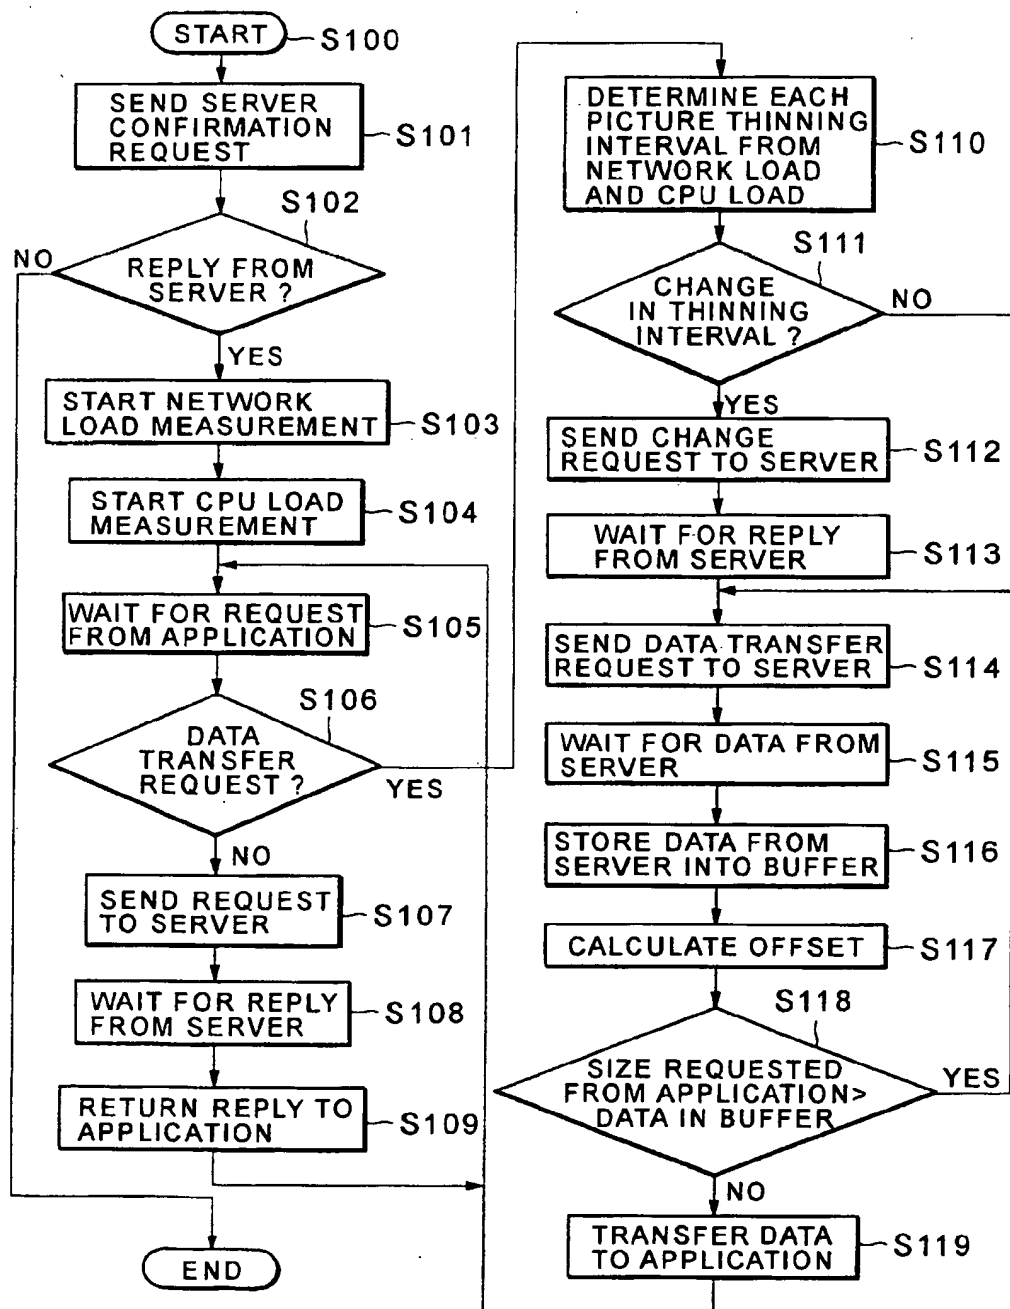 START
S100
SEND SERVER
CONFIRMATION
REQUEST
S101
S102
NO
REPLY FROM
SERVER ?
YES
START NETWORK
LOAD MEASUREMENT
S103
START CPU LOAD
MEASUREMENT
S104
WAIT FOR REQUEST
FROM APPLICATION
S105
S106
DATA
TRANSFER
REQUEST ?
YES
NO
SEND REQUEST
TO SERVER
S107
WAIT FOR REPLY
FROM SERVER
S108
RETURN REPLY TO
APPLICATION
S109
END
DETERMINE EACH
PICTURE THINNING
INTERVAL FROM
NETWORK LOAD
AND CPU LOAD
S110
S111
CHANGE
IN THINNING
INTERVAL ?
NO
YES
SEND CHANGE
REQUEST TO SERVER
S112
WAIT FOR REPLY
FROM SERVER
S113
SEND DATA TRANSFER
REQUEST TO SERVER
S114
WAIT FOR DATA FROM
SERVER
S115
STORE DATA FROM
SERVER INTO BUFFER
S116
CALCULATE OFFSET
S117
S118
SIZE REQUESTED
FROM APPLICATION>
DATA IN BUFFER
YES
NO
TRANSFER DATA
TO APPLICATION
S119